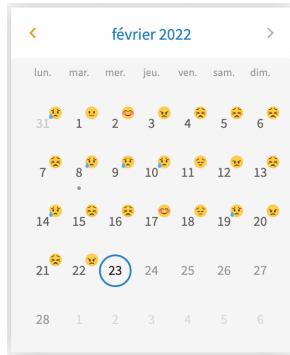 février 2022
lun. mar. mer. jeu. ven. sam. dim.
31 1 2 3 4 5 6
7 8 9 10 11 12 13
14 15 16 17 18 19 20
21 22 23 24 25 26 27
28 1 2 3 4 5 6